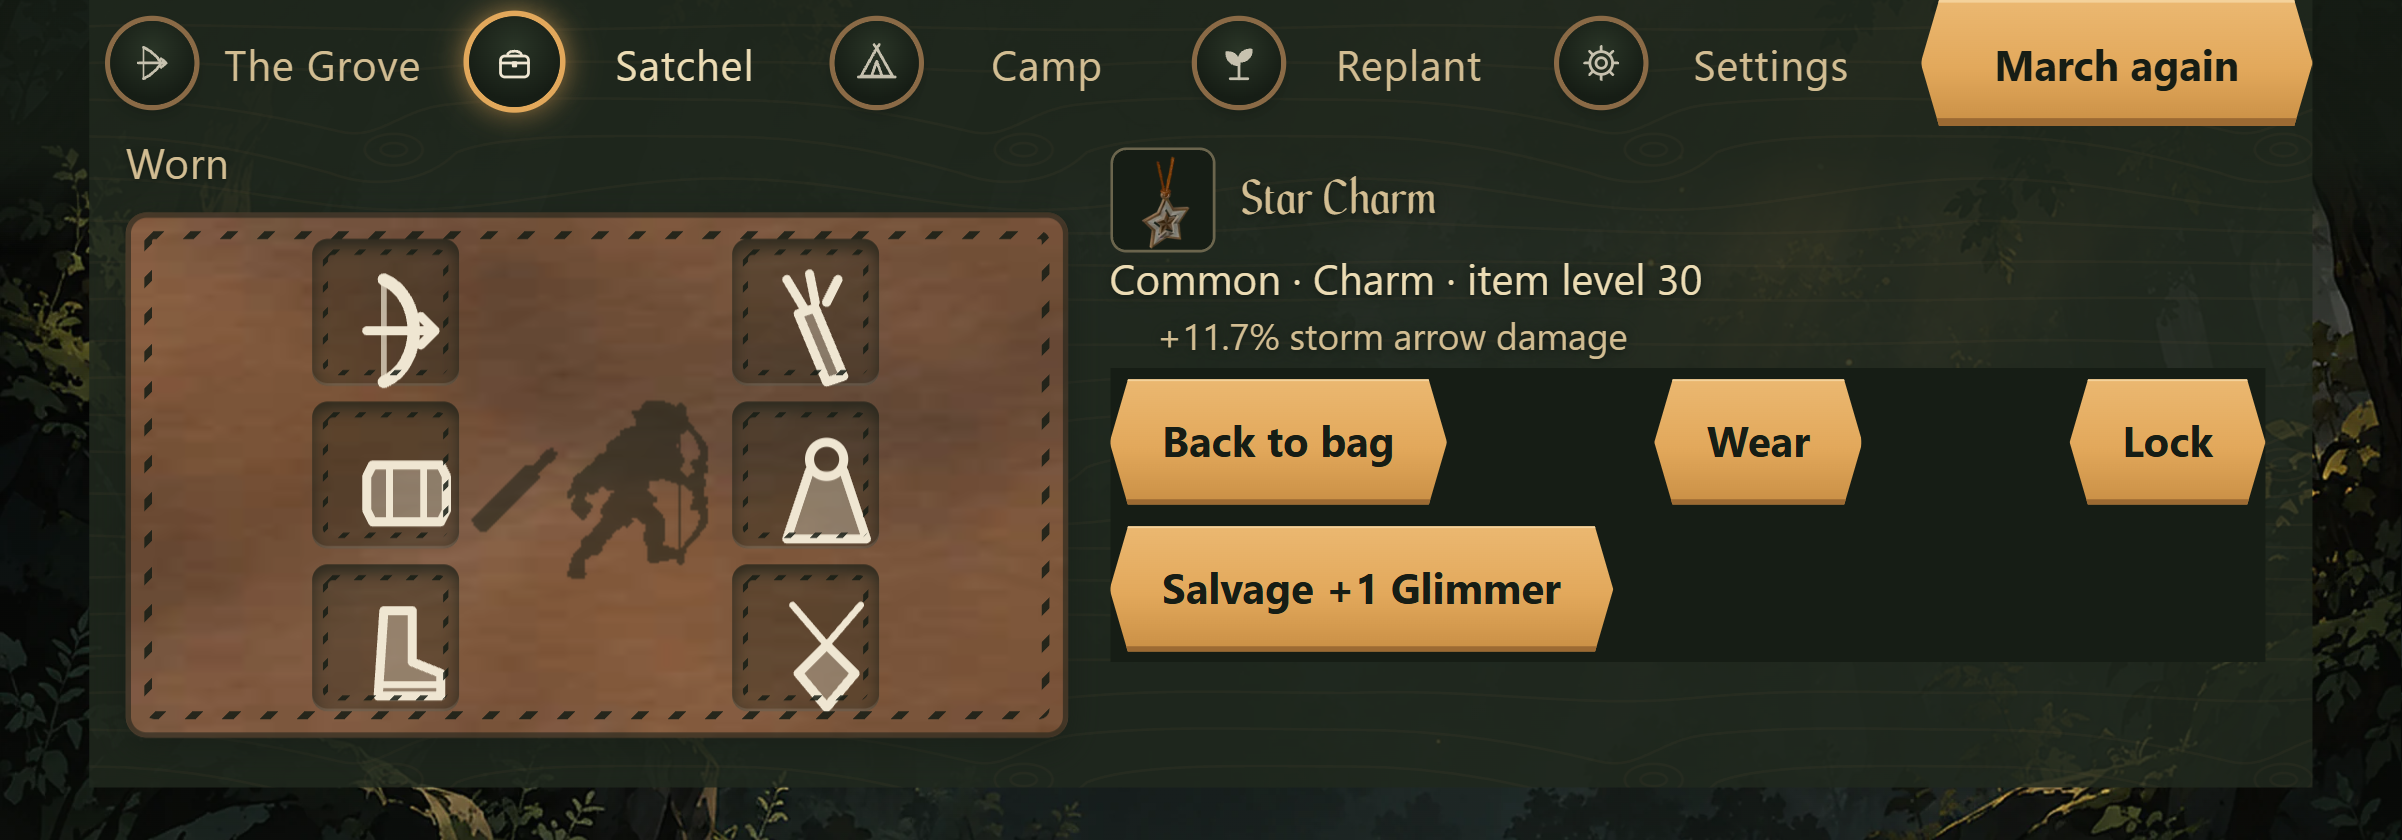 The Grove Satchel Camp Replant Settings March again
Worn
Star Charm
Common · Charm · item level 30
+11.7% storm arrow damage
Back to bag Wear Lock
Salvage +1 Glimmer